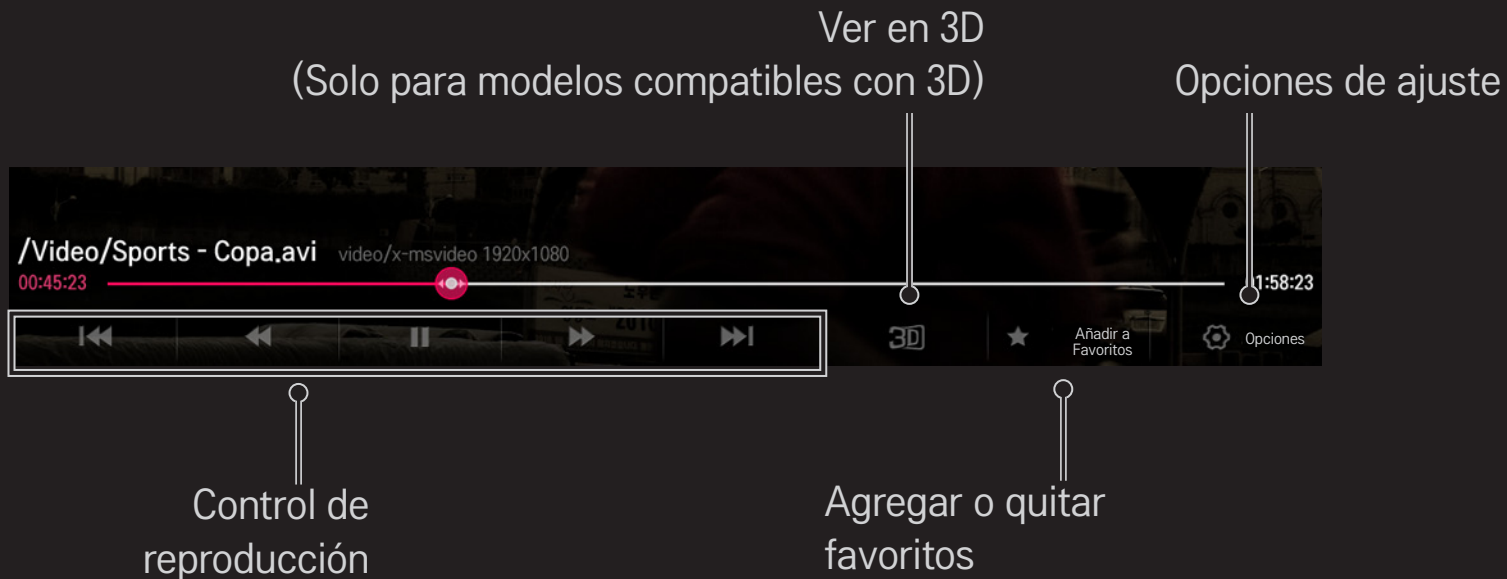 Ver en 3D
(Solo para modelos compatibles con 3D)
Opciones de ajuste
/Video/Sports - Copa.avi video/x-msvideo 1920x1080
00:45:23
1:58:23
3D
Añadir a
Favoritos
Opciones
Control de
reproducción
Agregar o quitar
favoritos